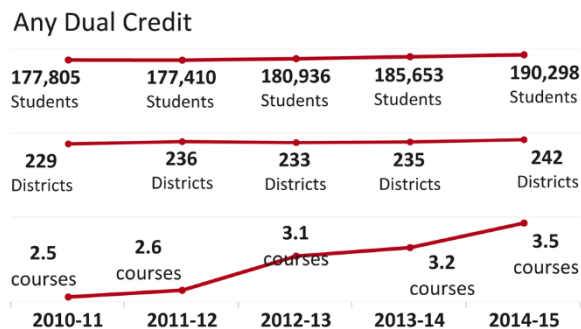 Any Dual Credit
177,805 177,410 180,936 185,653 190,298
Students Students Students Students Students
229 236 233 235 242
Districts Districts Districts Districts Districts
2.5 2.6 3.1 3.2 3.5
courses courses courses courses courses
2010-11 2011-12 2012-13 2013-14 2014-15